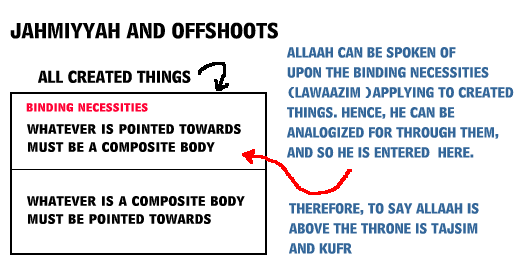 JAHMIYYAH AND OFFSHOOTS
ALL CREATED THINGS
BINDING NECESSITIES
WHATEVER IS POINTED TOWARDS
MUST BE A COMPOSITE BODY
WHATEVER IS A COMPOSITE BODY
MUST BE POINTED TOWARDS
ALLAAH CAN BE SPOKEN OF
UPON THE BINDING NECESSITIES
(LAWAAZIM )APPLYING TO CREATED
THINGS. HENCE, HE CAN BE
ANALOGIZED FOR THROUGH THEM,
AND SO HE IS ENTERED HERE.
THEREFORE, TO SAY ALLAAH IS
ABOVE THE THRONE IS TAJSIM
AND KUFR